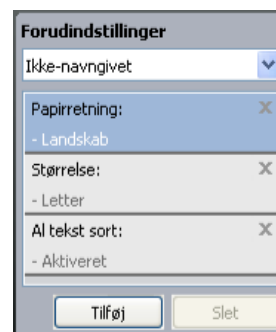 Forudindstillinger
Ikke-navngivet
Papirretning:
- Landskab
Størrelse:
- Letter
Al tekst sort:
- Aktiveret
Tilføj
Slet